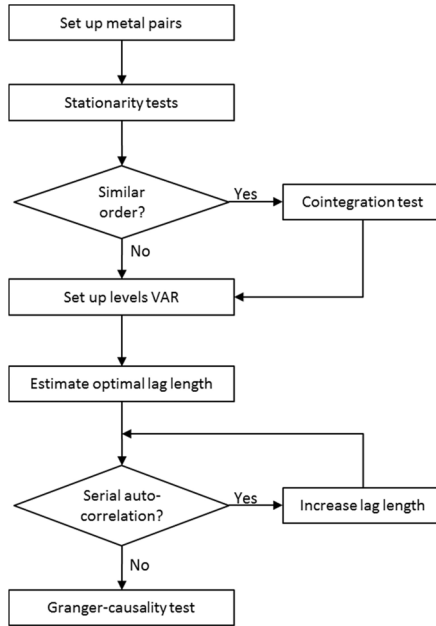 Set up metal pairs
Stationarity tests
Similar
order?
Yes
Cointegration test
No
Set up levels VAR
Estimate optimal lag length
Serial auto-
correlation?
Yes
Increase lag length
No
Granger-causality test